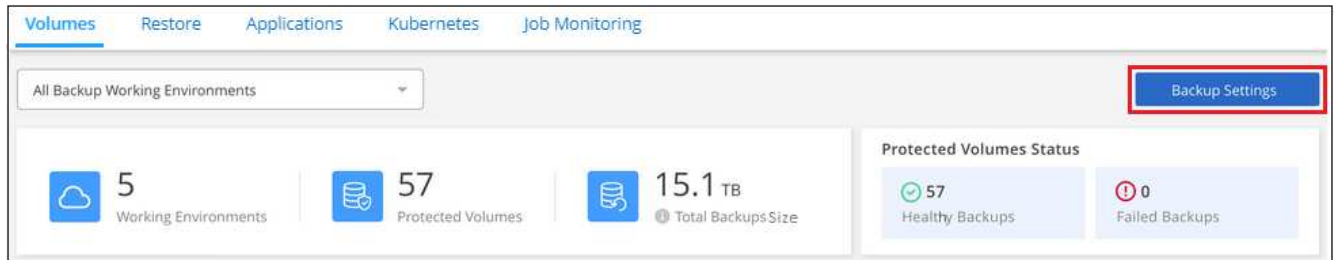 Volumes Restore Applications Kubernetes Job Monitoring
All Backup Working Environments
Backup Settings
5
Working Environments
57
Protected Volumes
15.1 TB
Total Backups Size
Protected Volumes Status
57
Healthy Backups
0
Failed Backups